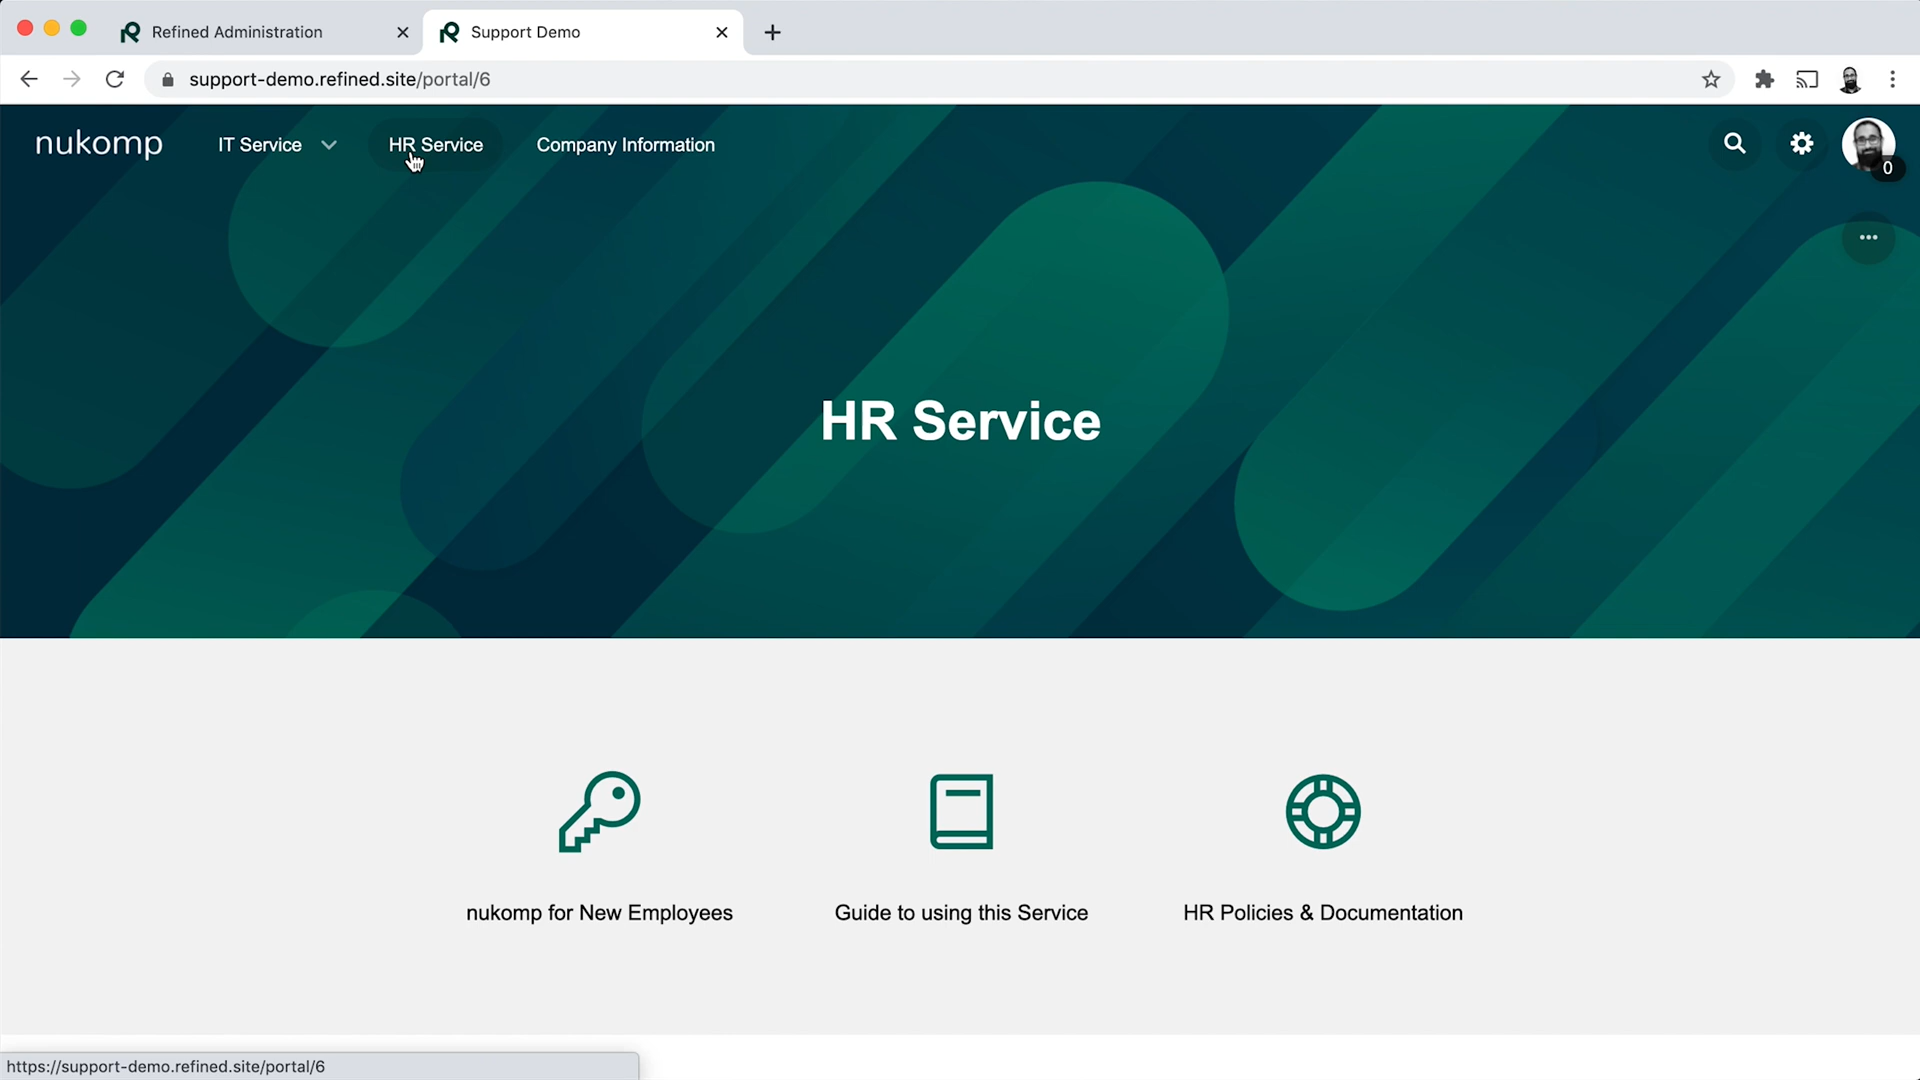 Refined Administration
Support Demo
support-demo.refined.site/portal/6
nukomp
IT Service
HR Service
Company Information
0
HR Service
nukomp for New Employees
Guide to using this Service
HR Policies & Documentation
https://support-demo.refined.site/portal/6